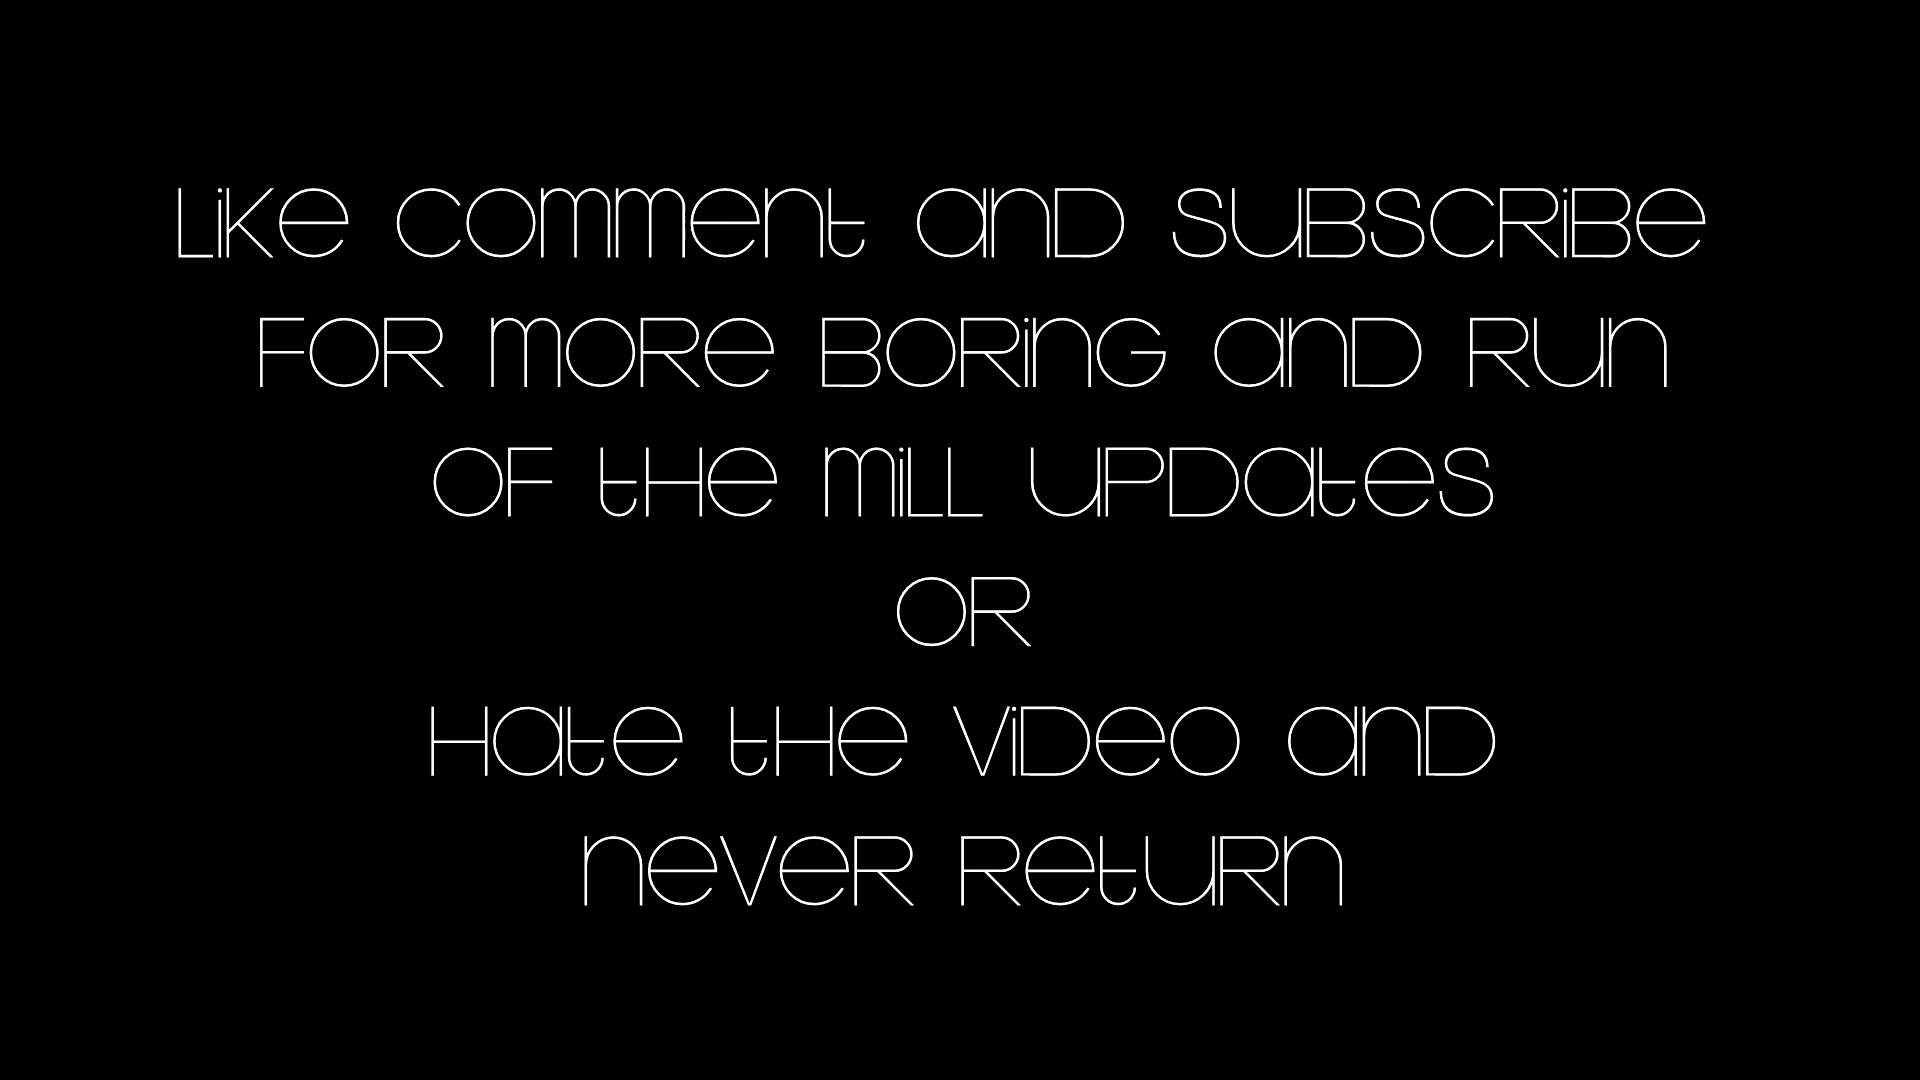 Like comment and subscribe
for more boring and run
of the mill updates
or
Hate the video and
never return